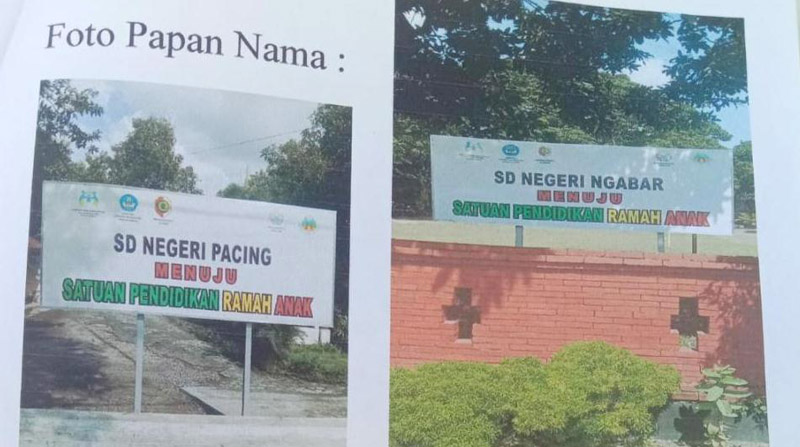 Foto Papan Nama :
SD NEGERI PACING
MENUJU
SATUAN PENDIDIKAN RAMAH ANAK
SD NEGERI NGABAR
MENUJU
SATUAN PENDIDIKAN RAMAH ANAK